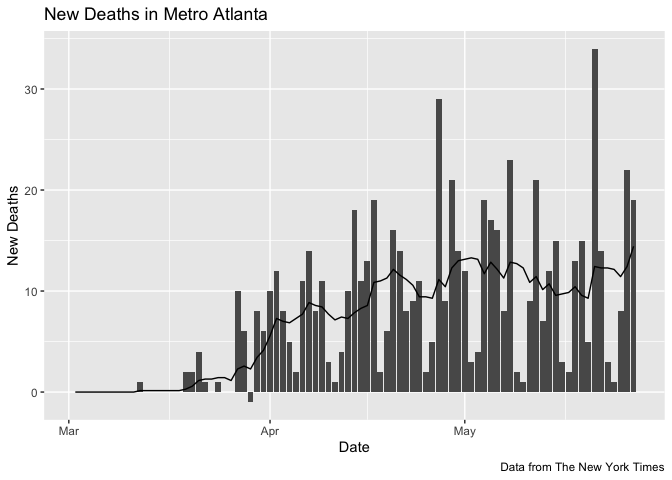 New Deaths in Metro Atlanta
30
20
10
0
New Deaths
Mar
Apr
May
Date
Data from The New York Times